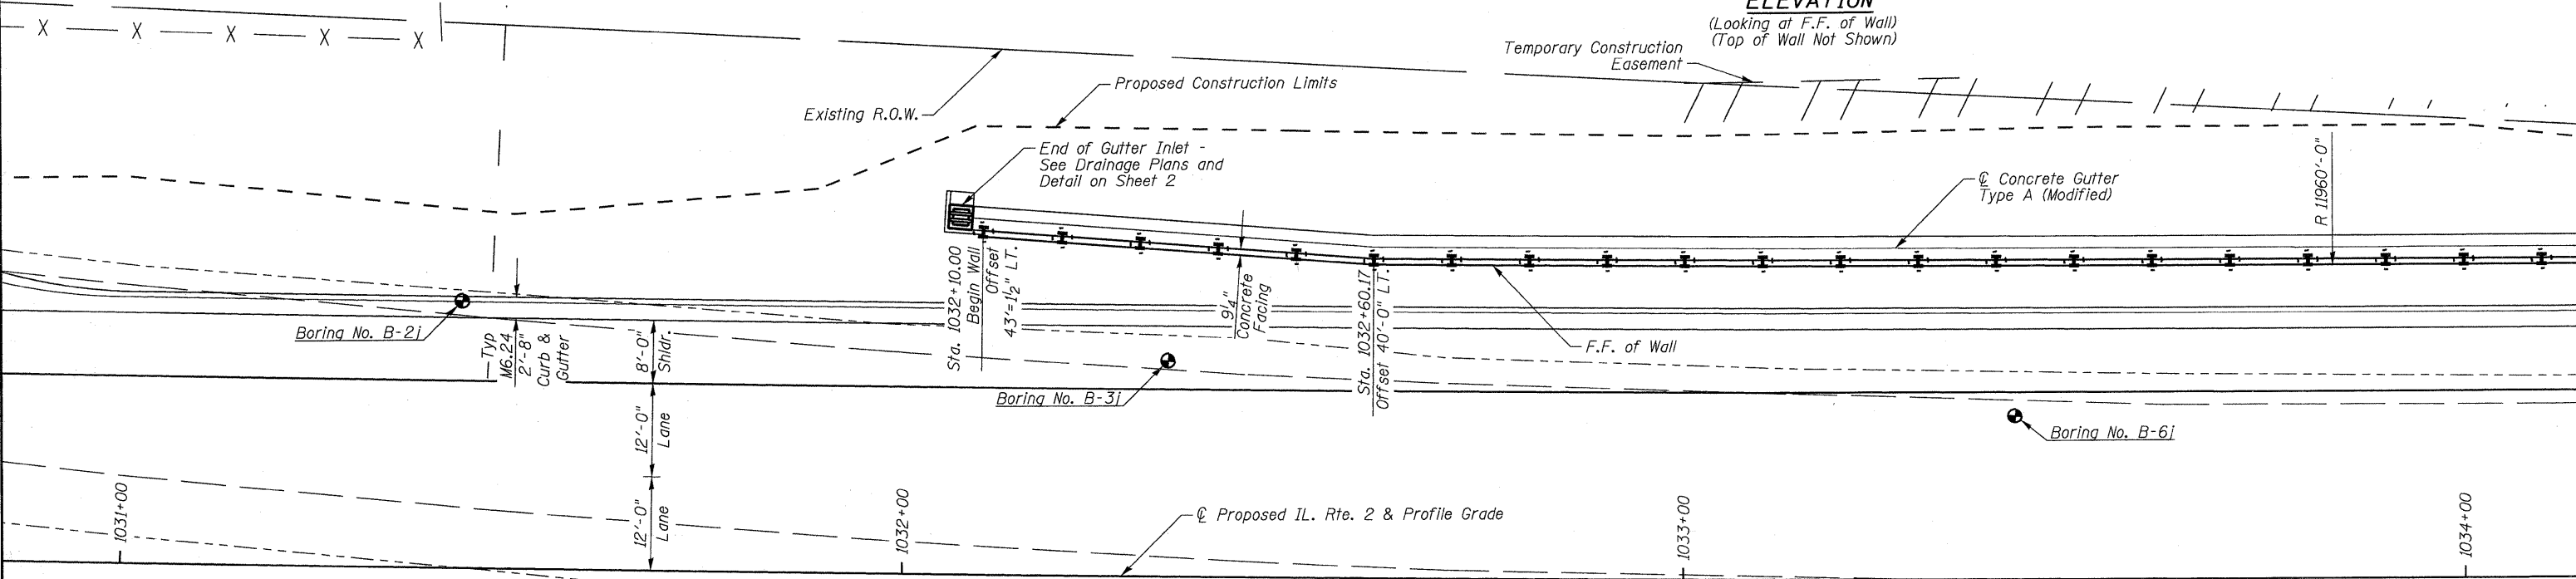 ELEVATION
(Looking at F.F. of Wall)
(Top of Wall Not Shown)
X X X X X
Temporary Construction
Easement
Proposed Construction Limits
Existing R.O.W.
End of Gutter Inlet -
See Drainage Plans and
Detail on Sheet 2
℄ Concrete Gutter
Type A (Modified)
R 11960'-0"
Boring No. B-2j
Typ
M6.24
2'-8"
Curb &
Gutter
8'-0"
Shldr.
Sta. 1032+10.00
Begin Wall
Offset
43'=1½" LT.
9¼"
Concrete
Facing
Sta. 1032+60.17
Offset 40'-0" LT.
F.F. of Wall
Boring No. B-3j
Boring No. B-6j
12'-0"
Lane
12'-0"
Lane
1031+00
1032+00
℄ Proposed IL. Rte. 2 & Profile Grade
1033+00
1034+00